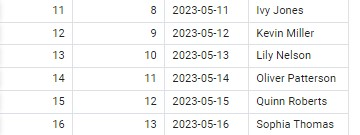 11 8 2023-05-11 Ivy Jones
12 9 2023-05-12 Kevin Miller
13 10 2023-05-13 Lily Nelson
14 11 2023-05-14 Oliver Patterson
15 12 2023-05-15 Quinn Roberts
16 13 2023-05-16 Sophia Thomas